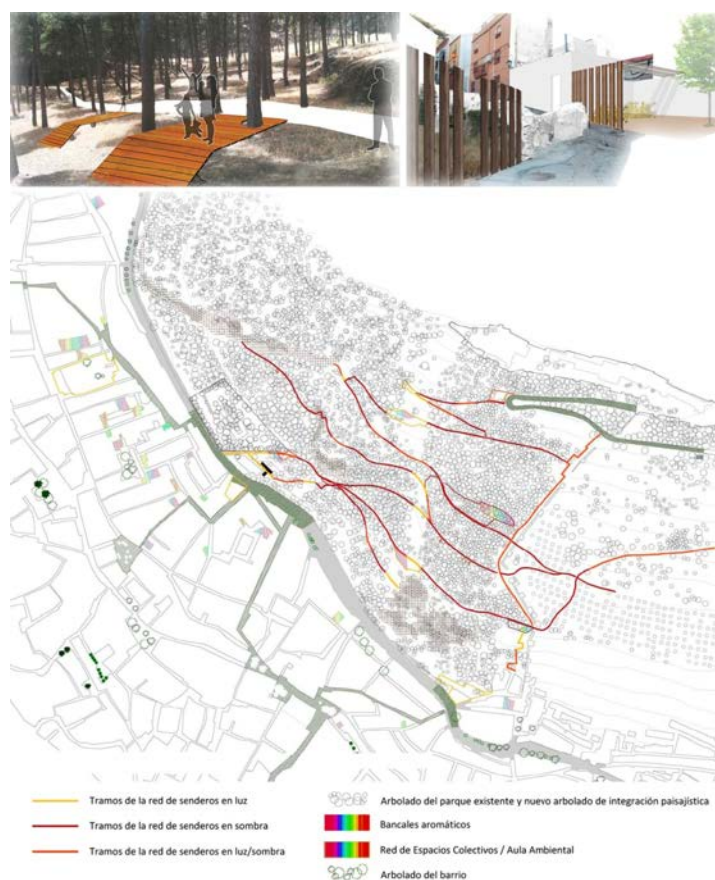 Tramos de la red de senderos en luz
Tramos de la red de senderos en sombra
Tramos de la red de senderos en luz/sombra
Arbolado del parque existente y nuevo arbolado de integración paisajística
Bancales aromáticos
Red de Espacios Colectivos / Aula Ambiental
Arbolado del barrio